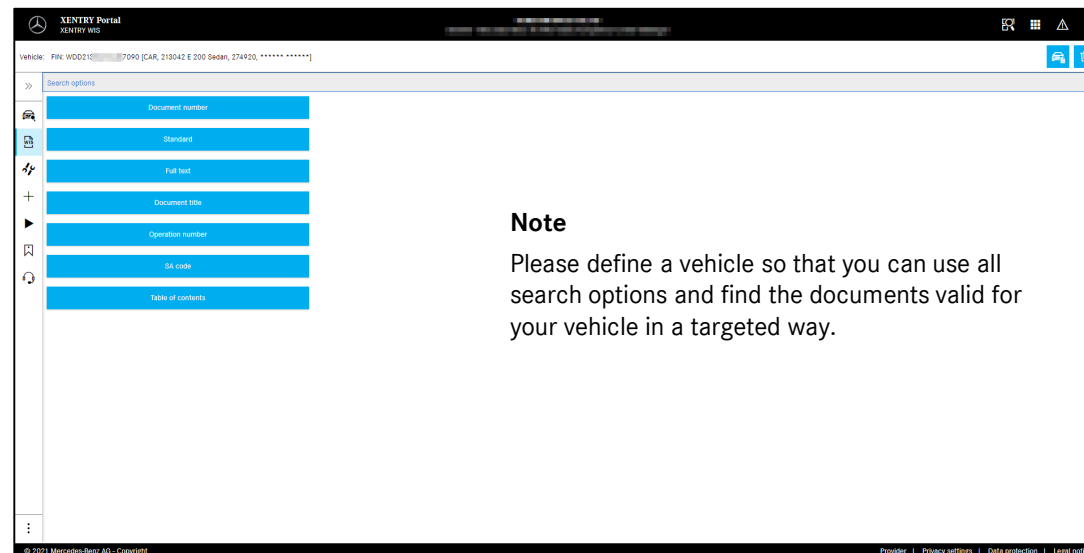 XENTRY Portal
XENTRY WIS
Vehicle: FIN: WDD213 7090 [CAR, 213042 E 200 Sedan, 274920, ****** ******]
Search options
Document number
Standard
Full text
Document title
Operation number
SA code
Table of contents
WIS
Note
Please define a vehicle so that you can use all
search options and find the documents valid for
your vehicle in a targeted way.
© 2021 Mercedes-Benz AG - Copyright
Provider | Privacy settings | Data protection | Legal